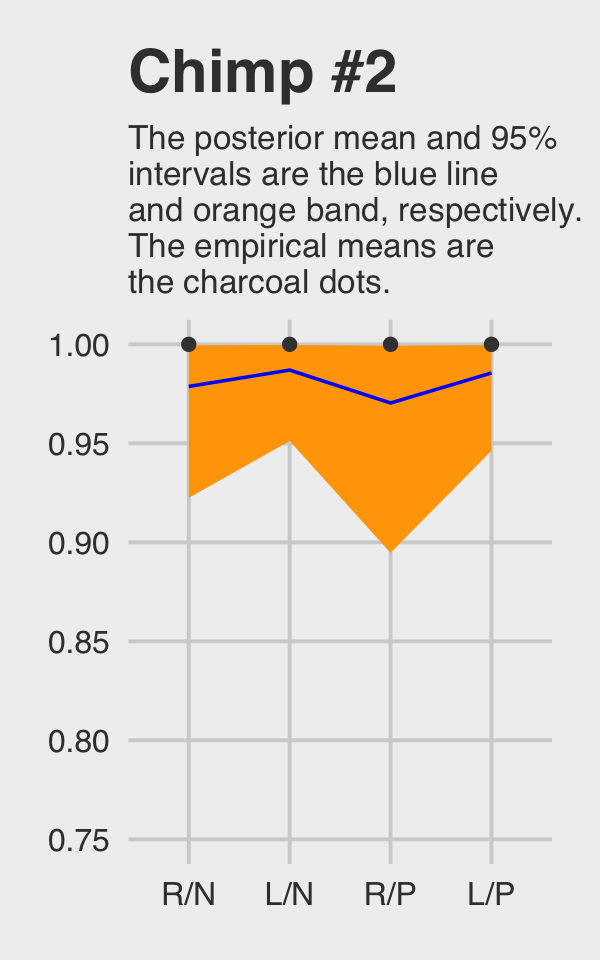 Chimp #2
The posterior mean and 95%
intervals are the blue line
and orange band, respectively.
The empirical means are
the charcoal dots.
1.00
0.95
0.90
0.85
0.80
0.75
R/N L/N R/P L/P